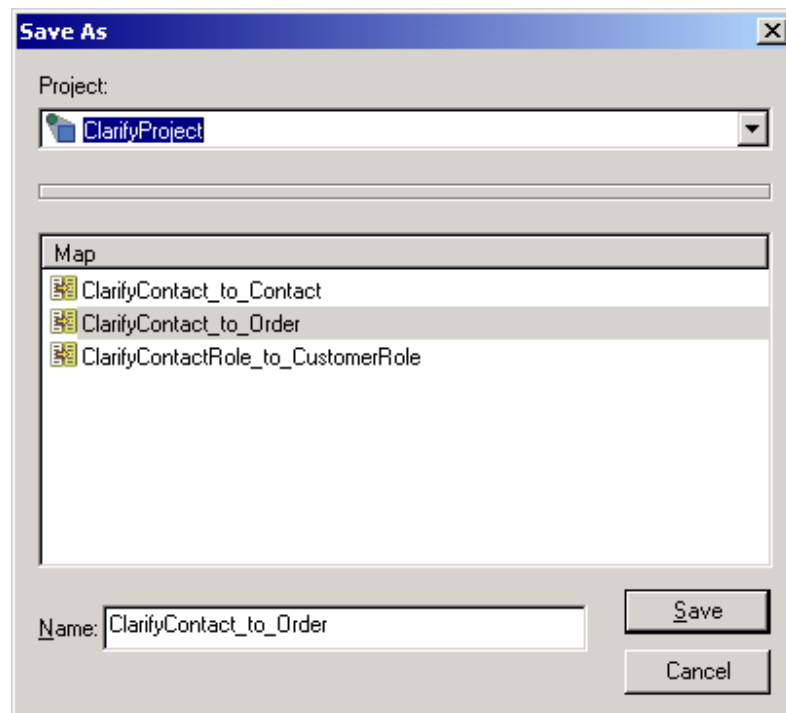 Save As
Project:
ClarifyProject
Map
ClarifyContact_to_Contact
ClarifyContact_to_Order
ClarifyContactRole_to_CustomerRole
Name: ClarifyContact_to_Order
Save
Cancel